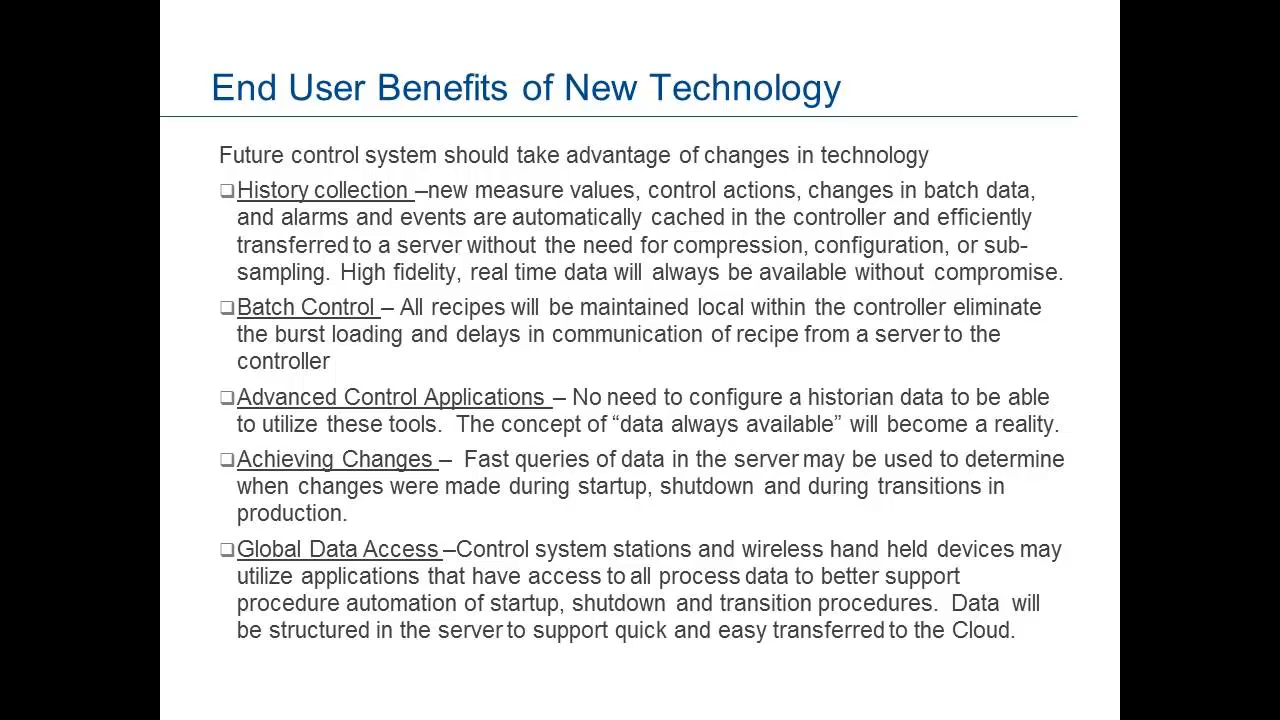 End User Benefits of New Technology
Future control system should take advantage of changes in technology
❑History collection –new measure values, control actions, changes in batch data,
and alarms and events are automatically cached in the controller and efficiently
transferred to a server without the need for compression, configuration, or sub-
sampling.  High fidelity, real time data will always be available without compromise.
❑Batch Control – All recipes will be maintained local within the controller eliminate
the burst loading and delays in communication of recipe from a server to the
controller
❑Advanced Control Applications – No need to configure a historian data to be able
to utilize these tools.  The concept of “data always available” will become a reality.
❑Achieving Changes –  Fast queries of data in the server may be used to determine
when changes were made during startup, shutdown and during transitions in
production.
❑Global Data Access –Control system stations and wireless hand held devices may
utilize applications that have access to all process data to better support
procedure automation of startup, shutdown and transition procedures.  Data will
be structured in the server to support quick and easy transferred to the Cloud.